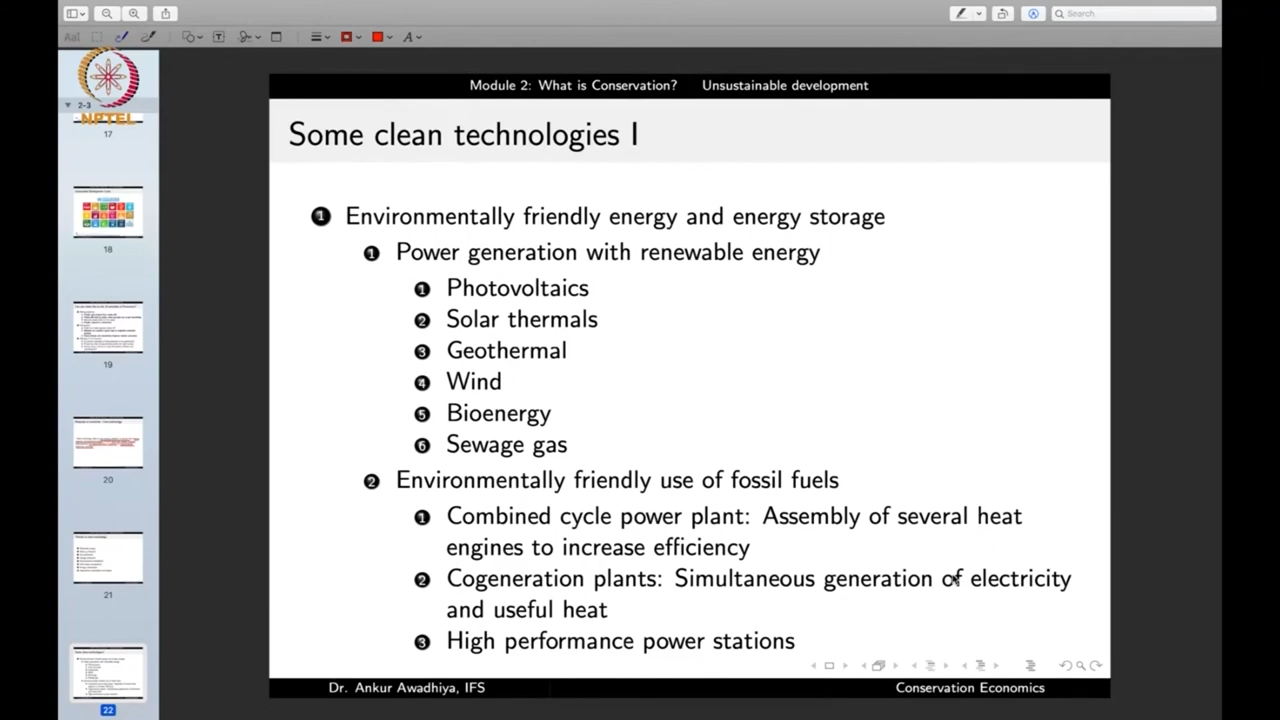 Search
NPTEL
2-3
17
18
19
20
21
22
Module 2: What is Conservation? Unsustainable development
Some clean technologies I
1 Environmentally friendly energy and energy storage
1 Power generation with renewable energy
1 Photovoltaics
2 Solar thermals
3 Geothermal
4 Wind
5 Bioenergy
6 Sewage gas
2 Environmentally friendly use of fossil fuels
1 Combined cycle power plant: Assembly of several heat
engines to increase efficiency
2 Cogeneration plants: Simultaneous generation of electricity
and useful heat
3 High performance power stations
Dr. Ankur Awadhiya, IFS Conservation Economics